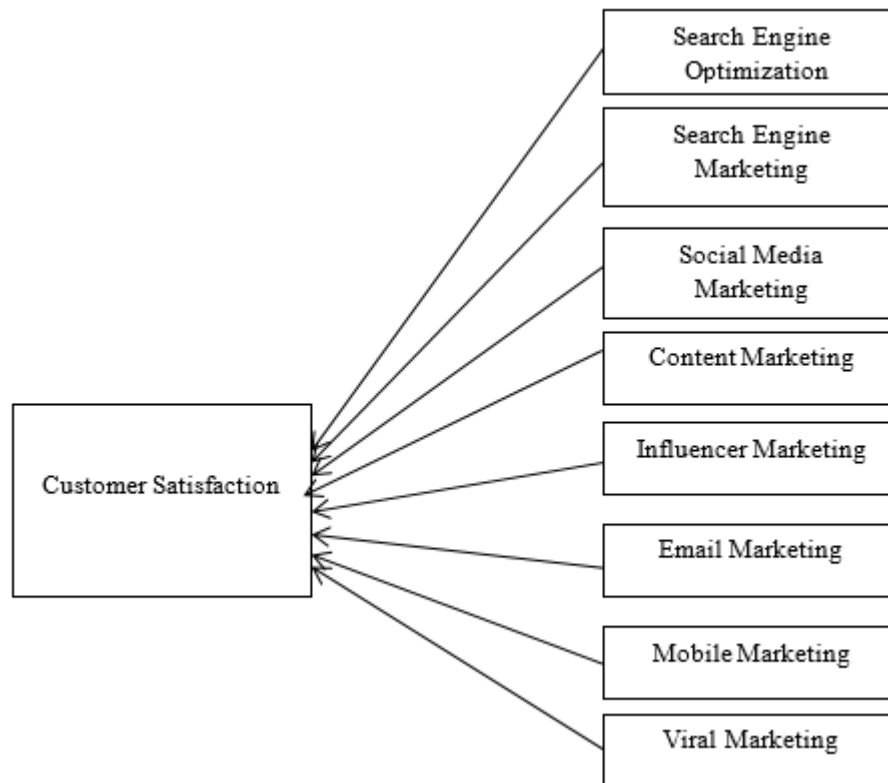 Search Engine
Optimization
Search Engine
Marketing
Social Media
Marketing
Content Marketing
Influencer Marketing
Customer Satisfaction
Email Marketing
Mobile Marketing
Viral Marketing